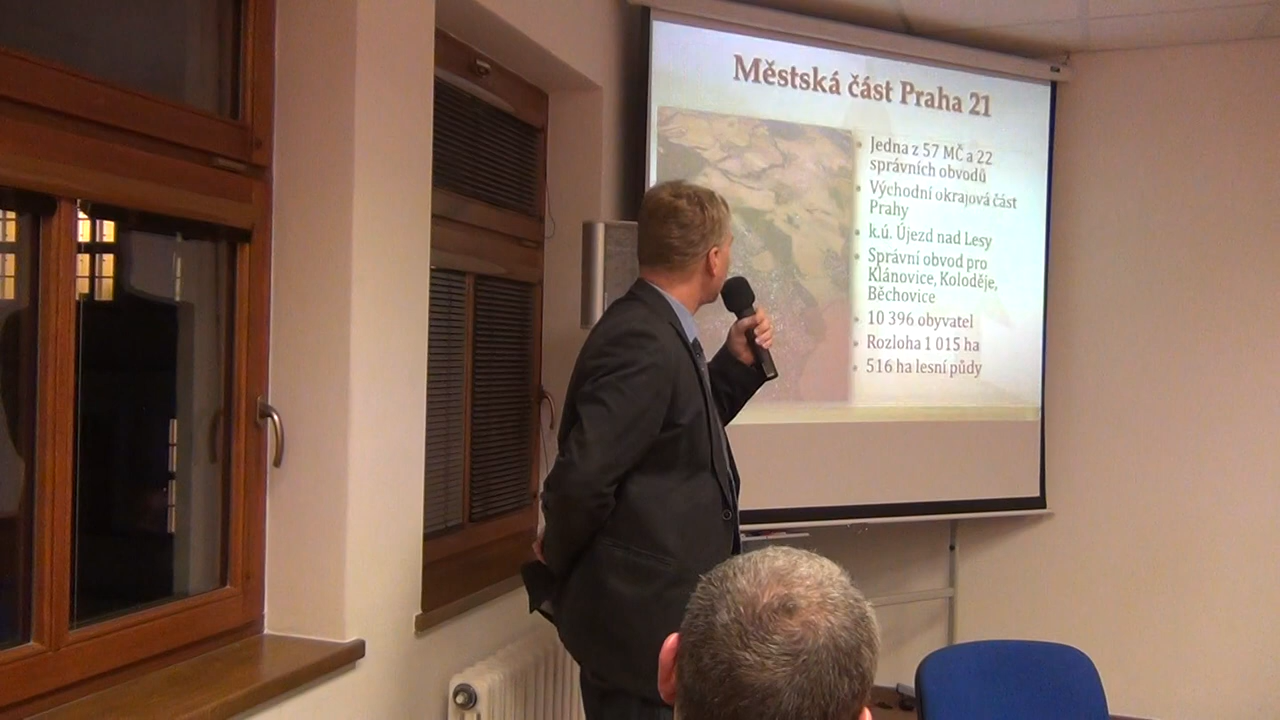 Městská část Praha 21
Jedna z 57 MČ a 22
správních obvodů
Východní okrajová část
Prahy
k.ú. Újezd nad Lesy
Správní obvod pro
Klánovice, Koloděje,
Běchovice
10 396 obyvatel
Rozloha 1 015 ha
516 ha lesní půdy